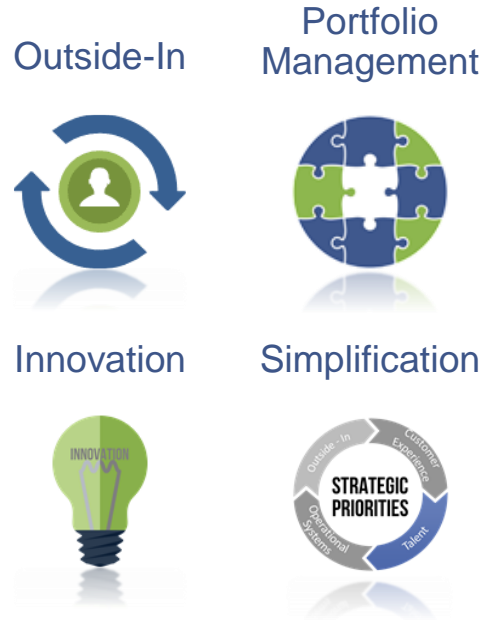 Outside-In
Portfolio
Management
Innovation
Simplification
INNOVATION
Outside - In
Customer
Experience
STRATEGIC
PRIORITIES
Operational
Systems
Talent